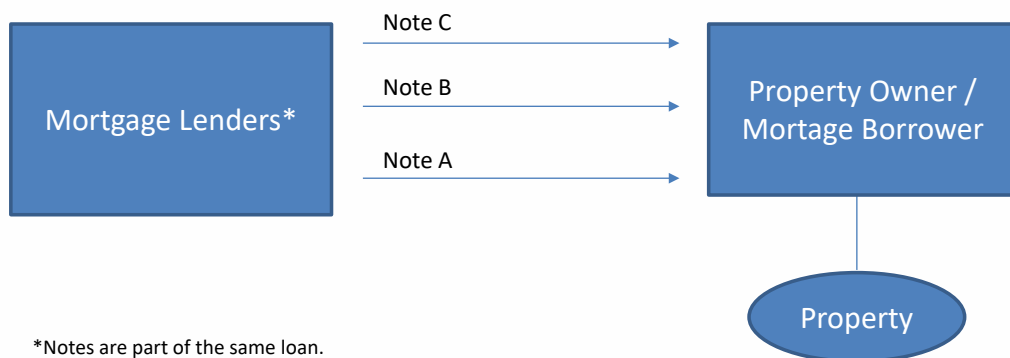 Note C
Mortgage Lenders*
Note B
Note A
Property Owner /
Mortage Borrower
Property
*Notes are part of the same loan.